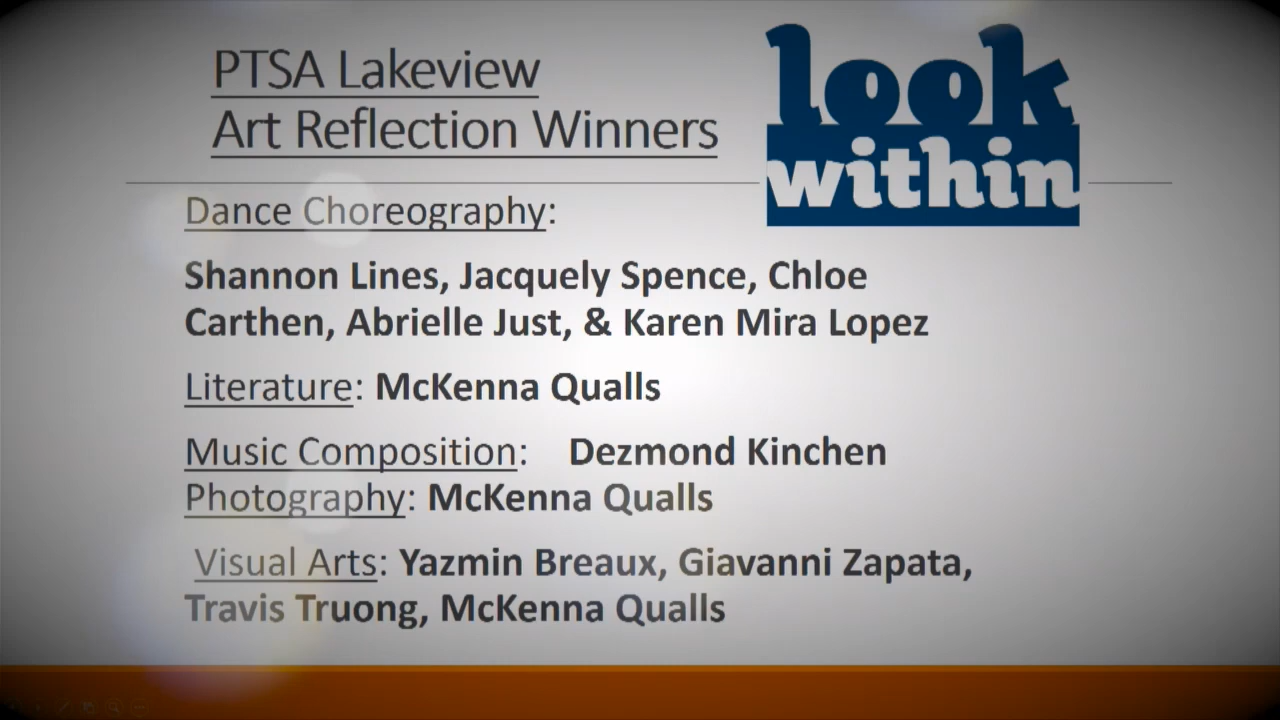 PTSA Lakeview
Art Reflection Winners
look
within
Dance Choreography:
Shannon Lines, Jacquely Spence, Chloe
Carthen, Abrielle Just, & Karen Mira Lopez
Literature: McKenna Qualls
Music Composition: Dezmond Kinchen
Photography: McKenna Qualls
Visual Arts: Yazmin Breaux, Giavanni Zapata,
Travis Truong, McKenna Qualls